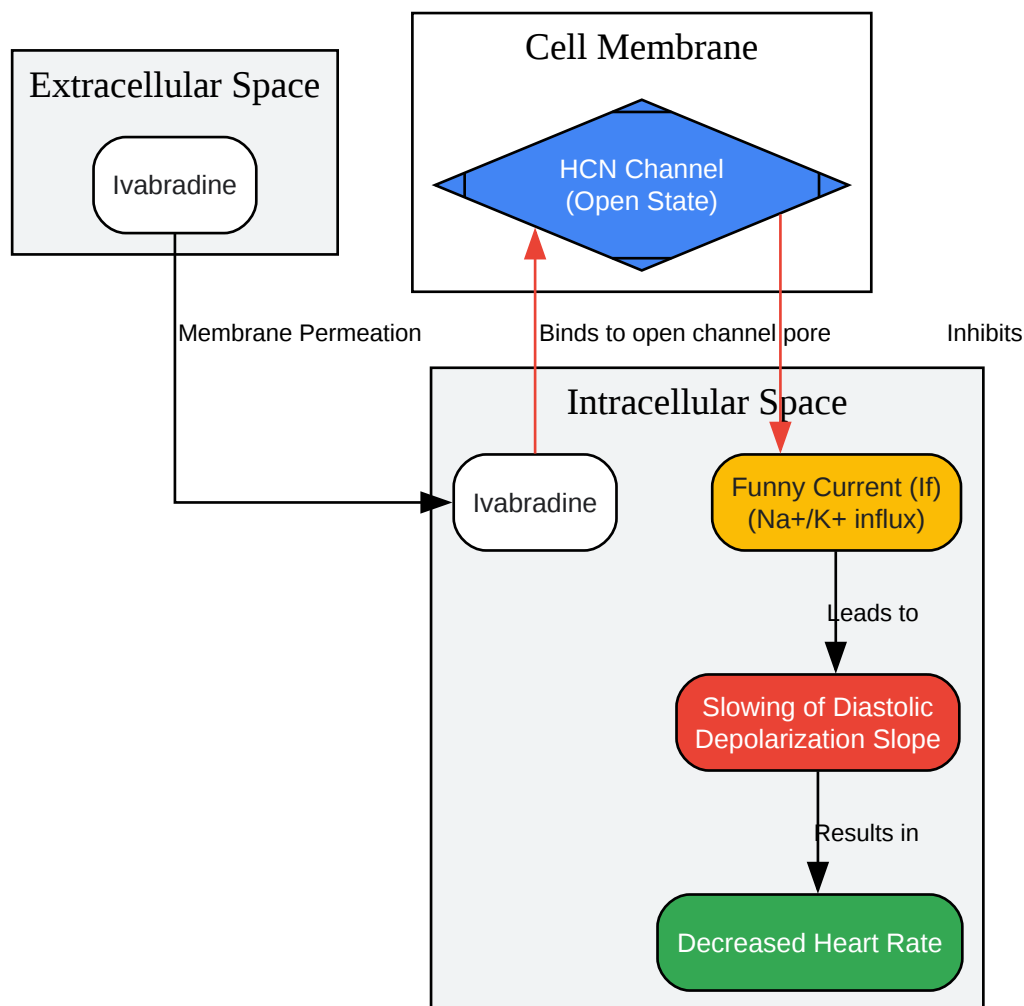 Cell Membrane
Extracellular Space
Ivabradine
HCN Channel
(Open State)
Membrane Permeation
Binds to open channel pore
Inhibits
Intracellular Space
Ivabradine
Funny Current (If)
(Na+/K+ influx)
Leads to
Slowing of Diastolic
Depolarization Slope
Results in
Decreased Heart Rate